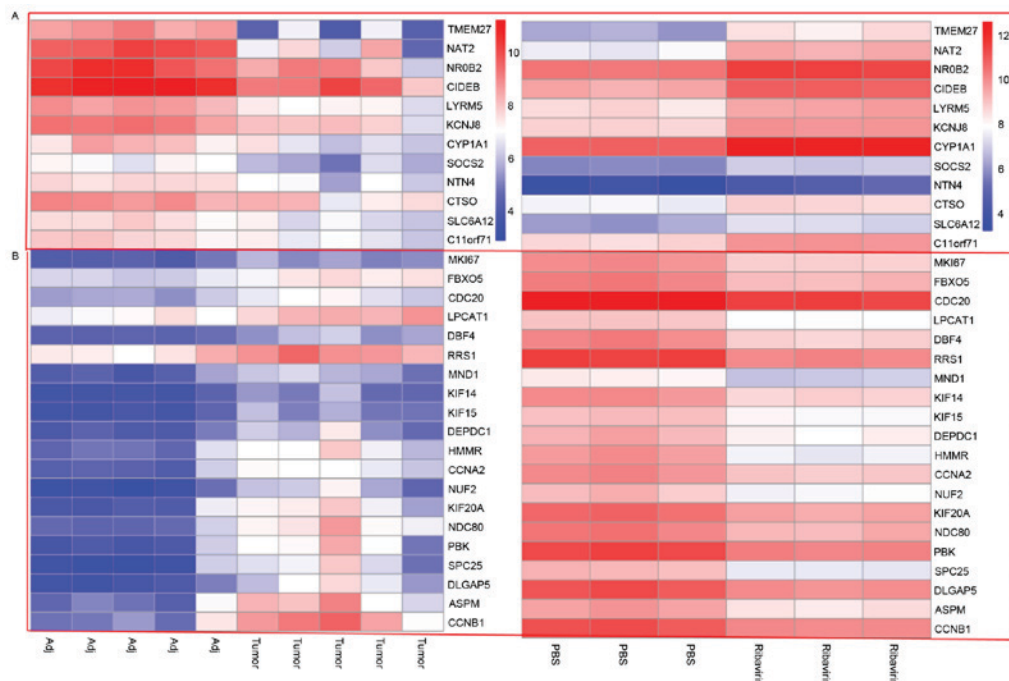 A
TMEM27
NAT2
NR0B2
CIDEB
LYRM5
KCNJ8
CYP1A1
SOCS2
NTN4
CTSO
SLC6A12
C11orf71
10
8
6
4
TMEM27
NAT2
NR0B2
CIDEB
LYRM5
KCNJ8
CYP1A1
SOCS2
NTN4
CTSO
SLC6A12
C11orf71
12
10
8
6
4
B
MKI67
FBXO5
CDC20
LPCAT1
DBF4
RRS1
MND1
KIF14
KIF15
DEPDC1
HMMR
CCNA2
NUF2
KIF20A
NDC80
PBK
SPC25
DLGAP5
ASPM
CCNB1
MKI67
FBXO5
CDC20
LPCAT1
DBF4
RRS1
MND1
KIF14
KIF15
DEPDC1
HMMR
CCNA2
NUF2
KIF20A
NDC80
PBK
SPC25
DLGAP5
ASPM
CCNB1
Adj
Adj
Adj
Adj
Adj
Tumor
Tumor
Tumor
Tumor
Tumor
PBS
PBS
PBS
Ribaviri
Ribaviri
Ribaviri